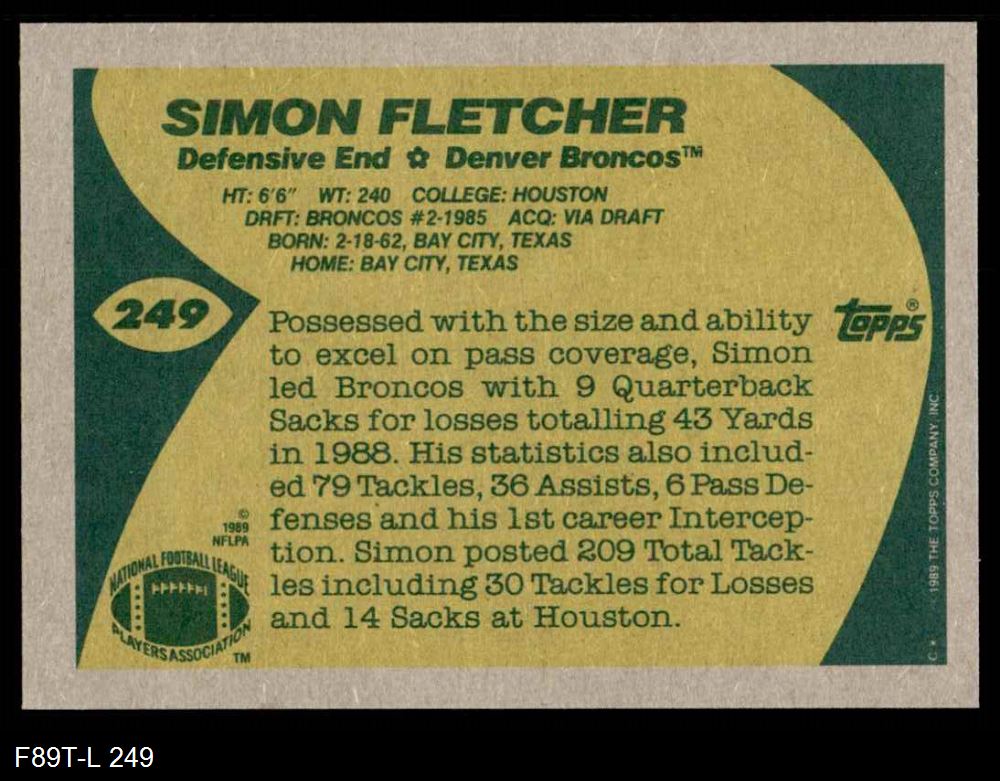 SIMON FLETCHER
Defensive End ✿ Denver Broncos™
HT: 6'6" WT: 240 COLLEGE: HOUSTON
DRFT: BRONCOS #2-1985 ACQ: VIA DRAFT
BORN: 2-18-62, BAY CITY, TEXAS
HOME: BAY CITY, TEXAS
249
topps®
Possessed with the size and ability
to excel on pass coverage, Simon
led Broncos with 9 Quarterback
Sacks for losses totalling 43 Yards
in 1988. His statistics also includ-
ed 79 Tackles, 36 Assists, 6 Pass De-
fenses and his 1st career Intercep-
tion. Simon posted 209 Total Tack-
les including 30 Tackles for Losses
and 14 Sacks at Houston.
©
1989
NFLPA
NATIONAL FOOTBALL LEAGUE
PLAYERS ASSOCIATION
TM
C. * 1989 THE TOPPS COMPANY, INC.
F89T-L 249